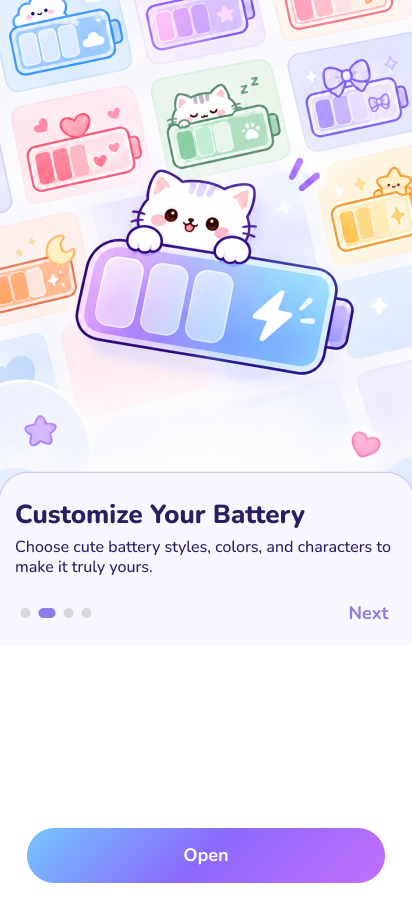 z z z
Customize Your Battery
Choose cute battery styles, colors, and characters to
make it truly yours.
Next
Open